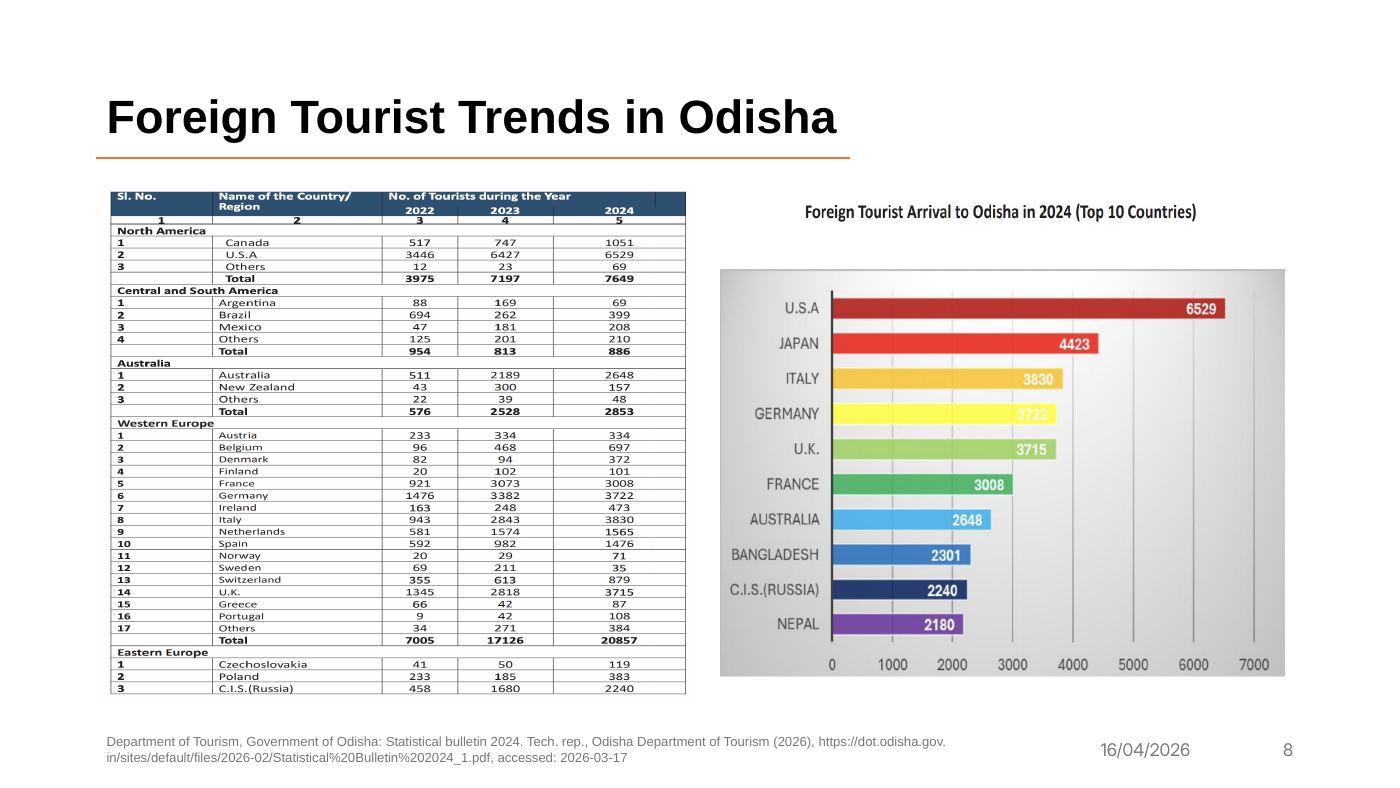 Foreign Tourist Trends in Odisha
Sl. No. Name of the Country/ No. of Tourists during the Year
Region 2022 2023 2024
1 2 3 4 5
North America
1 Canada 517 747 1051
2 U.S.A 3446 6427 6529
3 Others 12 23 69
Total 3975 7197 7649
Central and South America
1 Argentina 88 169 69
2 Brazil 694 262 399
3 Mexico 47 181 208
4 Others 125 201 210
Total 954 813 886
Australia
1 Australia 511 2189 2648
2 New Zealand 43 300 157
3 Others 22 39 48
Total 576 2528 2853
Western Europe
1 Austria 233 334 334
2 Belgium 96 468 697
3 Denmark 82 94 372
4 Finland 20 102 101
5 France 921 3073 3008
6 Germany 1476 3382 3722
7 Ireland 163 248 473
8 Italy 943 2843 3830
9 Netherlands 581 1574 1565
10 Spain 592 982 1476
11 Norway 20 29 71
12 Sweden 69 211 35
13 Switzerland 355 613 879
14 U.K. 1345 2818 3715
15 Greece 66 42 87
16 Portugal 9 42 108
17 Others 34 271 384
Total 7005 17126 20857
Eastern Europe
1 Czechoslovakia 41 50 119
2 Poland 233 185 383
3 C.I.S.(Russia) 458 1680 2240
Foreign Tourist Arrival to Odisha in 2024 (Top 10 Countries)
U.S.A 6529
JAPAN 4423
ITALY 3830
GERMANY 3722
U.K. 3715
FRANCE 3008
AUSTRALIA 2648
BANGLADESH 2301
C.I.S.(RUSSIA) 2240
NEPAL 2180
0 1000 2000 3000 4000 5000 6000 7000
Department of Tourism, Government of Odisha: Statistical bulletin 2024. Tech. rep., Odisha Department of Tourism (2026), https://dot.odisha.gov.
in/sites/default/files/2026-02/Statistical%20Bulletin%202024_1.pdf, accessed: 2026-03-17
16/04/2026
8